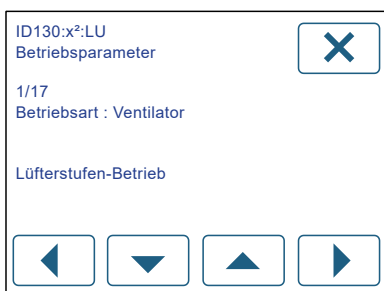 ID130:x²:LU
Betriebsparameter
1/17
Betriebsart : Ventilator
Lüfterstufen-Betrieb